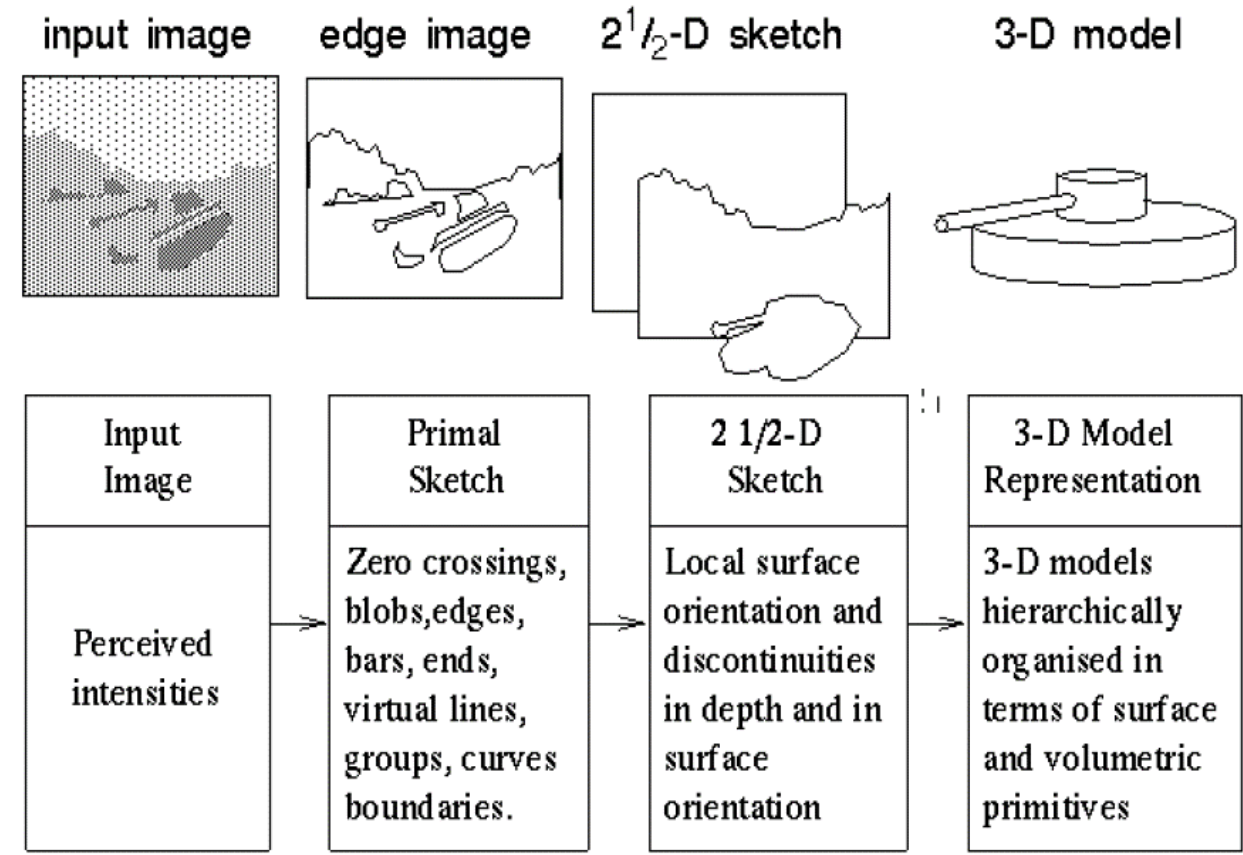 input image
edge image
2 1/2-D sketch
3-D model
Input
Image
Perceived
intensities
Primal
Sketch
Zero crossings,
blobs,edges,
bars, ends,
virtual lines,
groups, curves
boundaries.
2 1/2-D
Sketch
Local surface
orientation and
discontinuities
in depth and in
surface
orientation
3-D Model
Representation
3-D models
hierarchically
organised in
terms of surface
and volumetric
primitives